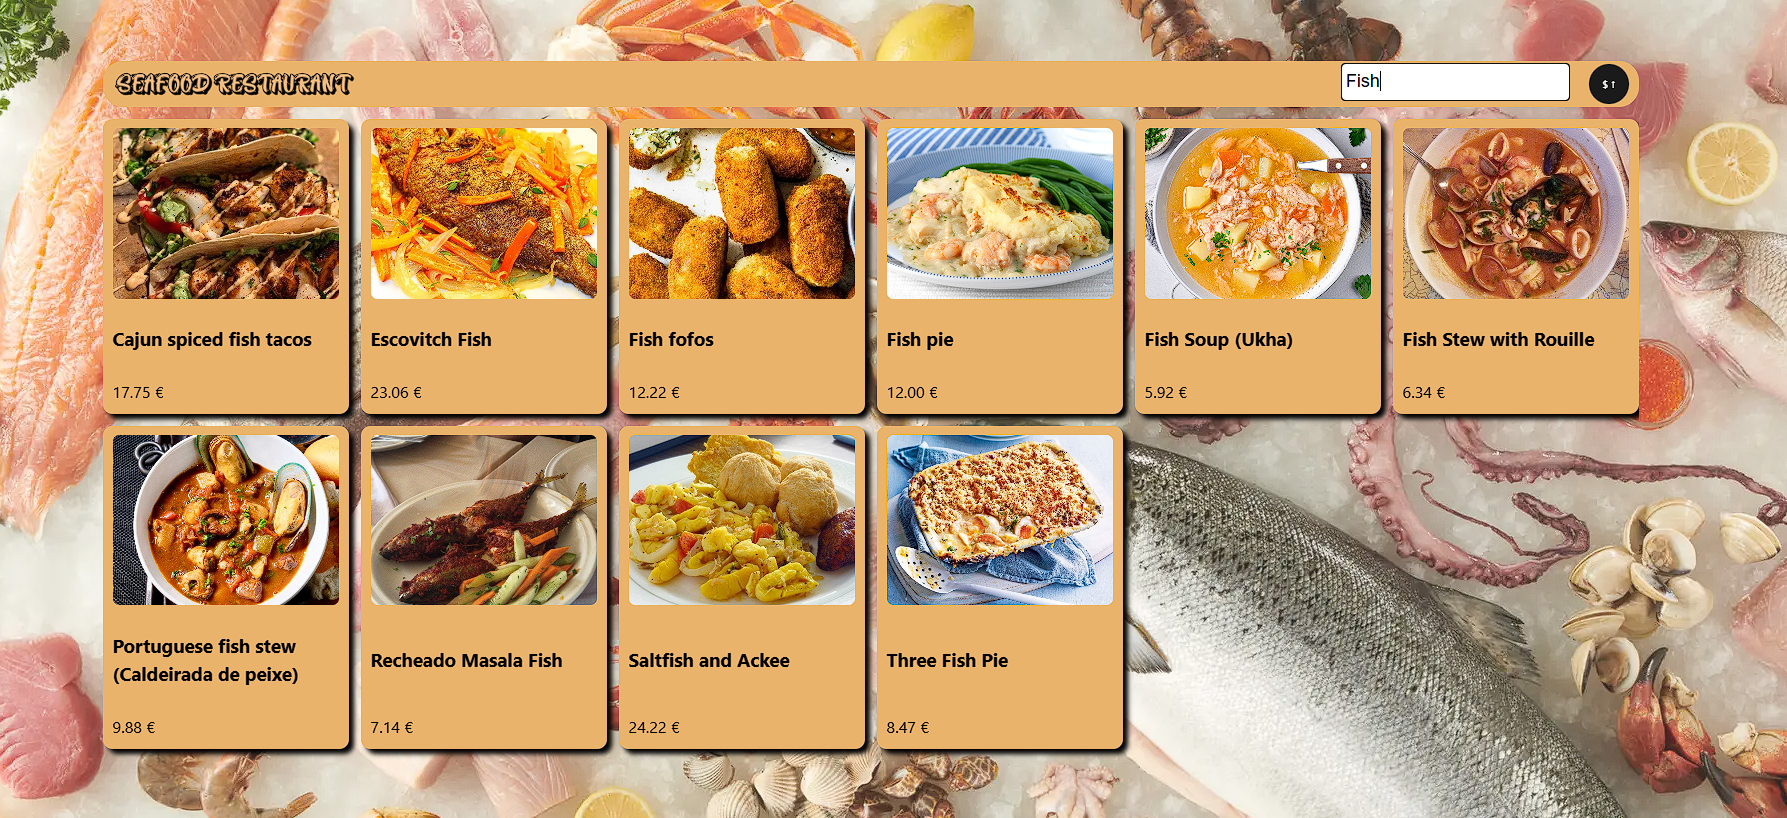 SEAFOOD RESTAURANT
Fish
$ ↑
Cajun spiced fish tacos
17.75 €
Escovitch Fish
23.06 €
Fish fofos
12.22 €
Fish pie
12.00 €
Fish Soup (Ukha)
5.92 €
Fish Stew with Rouille
6.34 €
Portuguese fish stew
(Caldeirada de peixe)
9.88 €
Recheado Masala Fish
7.14 €
Saltfish and Ackee
24.22 €
Three Fish Pie
8.47 €